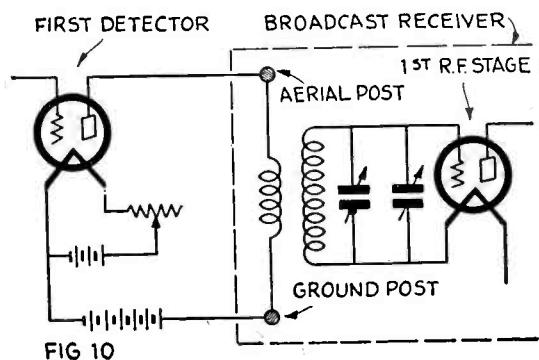 FIRST DETECTOR
BROADCAST RECEIVER
1ST R.F. STAGE
AERIAL POST
GROUND POST
FIG 10